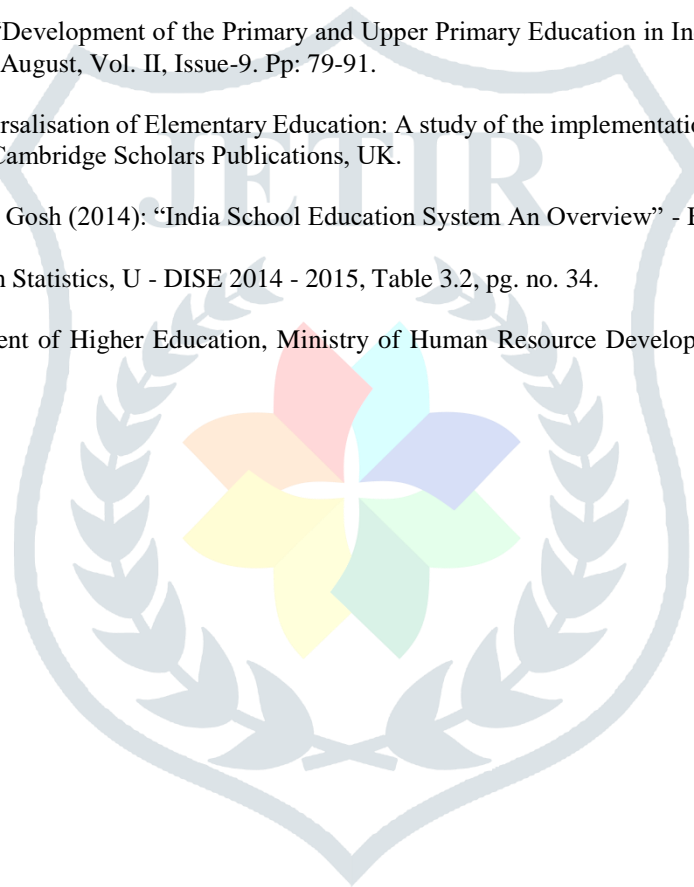 “Development of the Primary and Upper Primary Education in In
August, Vol. II, Issue-9. Pp: 79-91.
rsalisation of Elementary Education: A study of the implementatio
Cambridge Scholars Publications, UK.
Gosh (2014): “India School Education System An Overview” - E
n Statistics, U - DISE 2014 - 2015, Table 3.2, pg. no. 34.
ent of Higher Education, Ministry of Human Resource Develop
JETIR